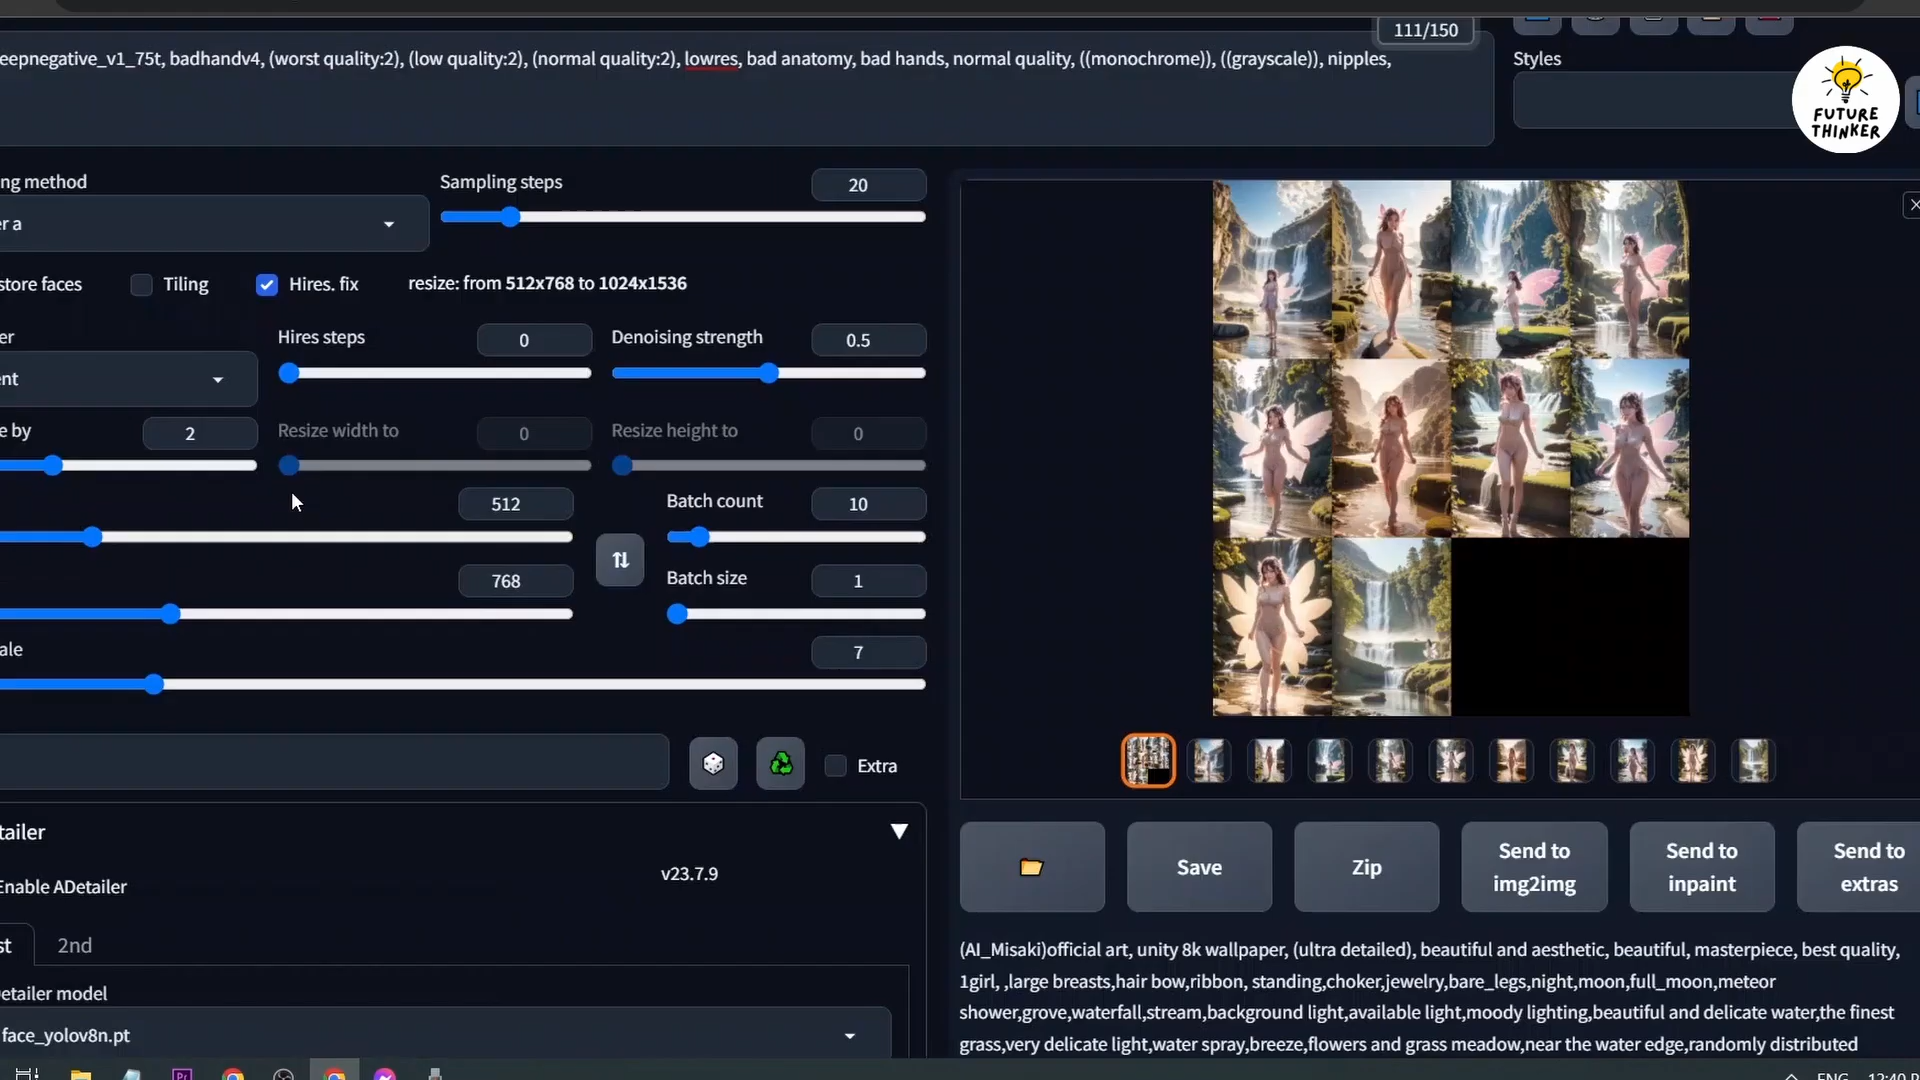 111/150
eepnegative_v1_75t, badhandv4, (worst quality:2), (low quality:2), (normal quality:2), lowres, bad anatomy, bad hands, normal quality, ((monochrome)), ((grayscale)), nipples,
Styles
FUTURE
THINKER
ng method
Sampling steps
20
er a
store faces
Tiling
Hires. fix
resize: from 512x768 to 1024x1536
er
Hires steps
0
Denoising strength
0.5
ent
e by
2
Resize width to
0
Resize height to
0
512
Batch count
10
768
Batch size
1
ale
7
Extra
tailer
v23.7.9
Enable ADetailer
st
2nd
Detailer model
face_yolov8n.pt
Save
Zip
Send to
img2img
Send to
inpaint
Send to
extras
(AI_Misaki)official art, unity 8k wallpaper, (ultra detailed), beautiful and aesthetic, beautiful, masterpiece, best quality,
1girl, ,large breasts,hair bow,ribbon, standing,choker,jewelry,bare_legs,night,moon,full_moon,meteor
shower,grove,waterfall,stream,background light,available light,moody lighting,beautiful and delicate water,the finest
grass,very delicate light,water spray,breeze,flowers and grass meadow,near the water edge,randomly distributed
Pr
ENG
12:40 P